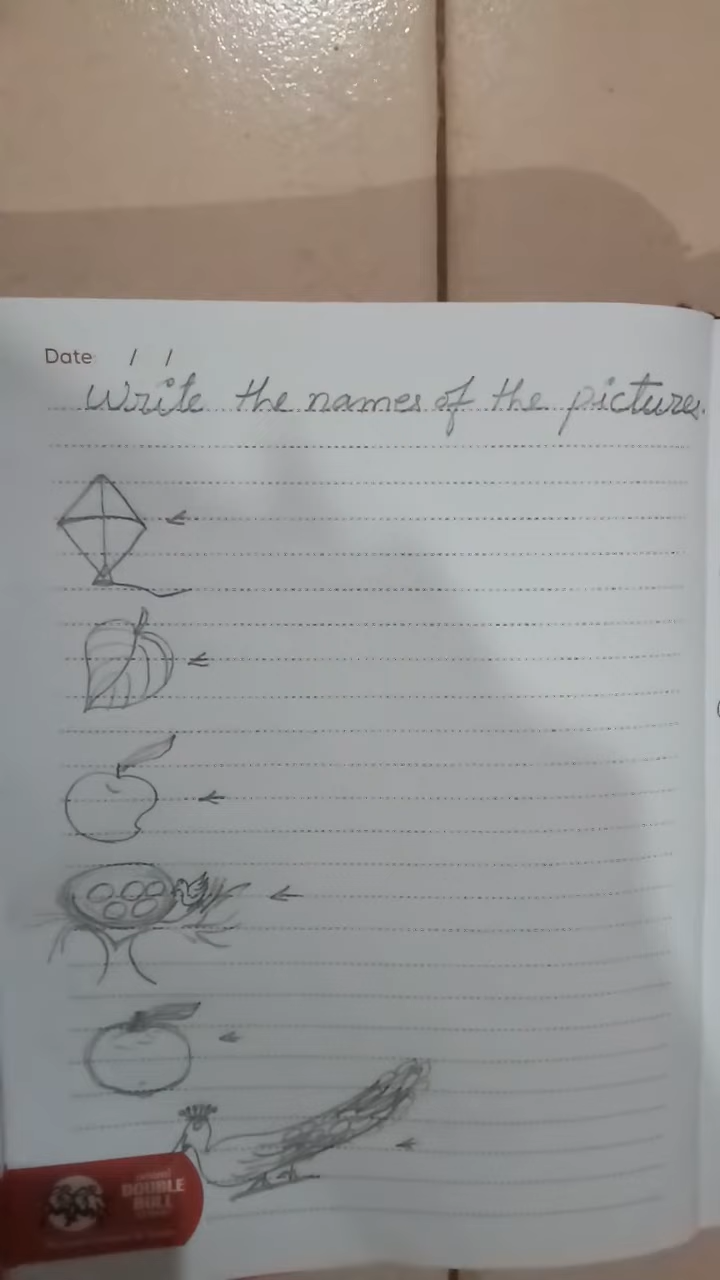 Date / /
Write the names of the pictures.
DOUBLE
BULL